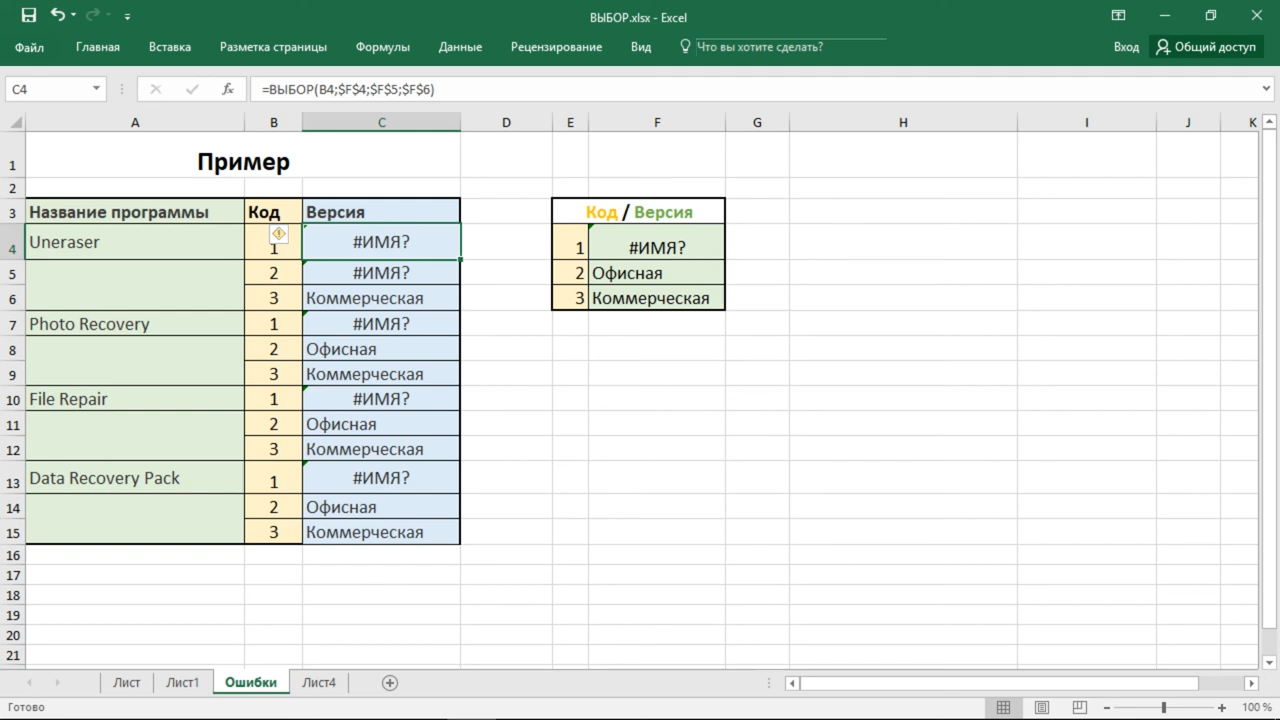 ВЫБОР.xlsx - Excel
Файл Главная Вставка Разметка страницы Формулы Данные Рецензирование Вид Что вы хотите сделать? Вход Общий доступ
C4 fx =ВЫБОР(B4;$F$4;$F$5;$F$6)
A B C D E F G H I J K
1 Пример
2
3 Название программы Код Версия Код / Версия
4 Uneraser 1 #ИМЯ? 1 #ИМЯ?
5 2 #ИМЯ? 2 Офисная
6 3 Коммерческая 3 Коммерческая
7 Photo Recovery 1 #ИМЯ?
8 2 Офисная
9 3 Коммерческая
10 File Repair 1 #ИМЯ?
11 2 Офисная
12 3 Коммерческая
13 Data Recovery Pack 1 #ИМЯ?
14 2 Офисная
15 3 Коммерческая
16
17
18
19
20
21
Лист Лист1 Ошибки Лист4
Готово 100 %